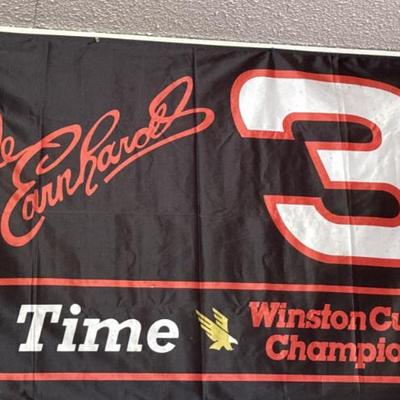 Earnhardt
3
Time
Winston Cu
Champio